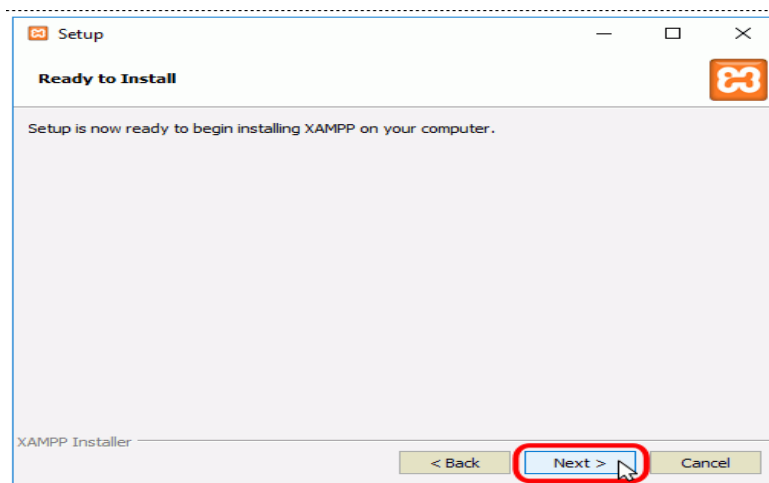 Setup
Ready to Install
Setup is now ready to begin installing XAMPP on your computer.
XAMPP Installer
< Back Next > Cancel